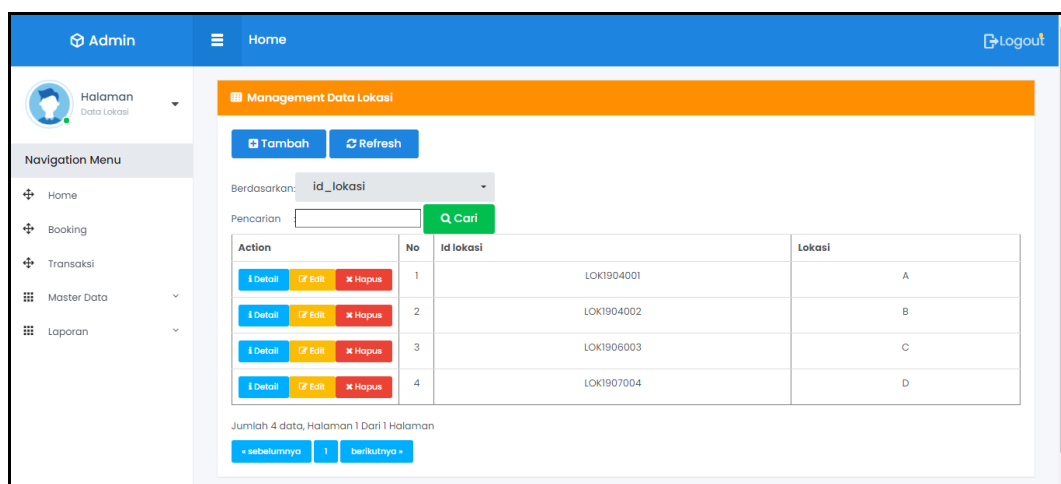 Admin
Home
Logout
Halaman
Data Lokasi
Navigation Menu
Home
Booking
Transaksi
Master Data
Laporan
Management Data Lokasi
Tambah Refresh
Berdasarkan: id_lokasi
Pencarian :
Cari
Action No Id lokasi Lokasi
Detail Edit Hapus 1 LOK1904001 A
Detail Edit Hapus 2 LOK1904002 B
Detail Edit Hapus 3 LOK1906003 C
Detail Edit Hapus 4 LOK1907004 D
Jumlah 4 data, Halaman 1 Dari 1 Halaman
« sebelumnya 1 berikutnya »